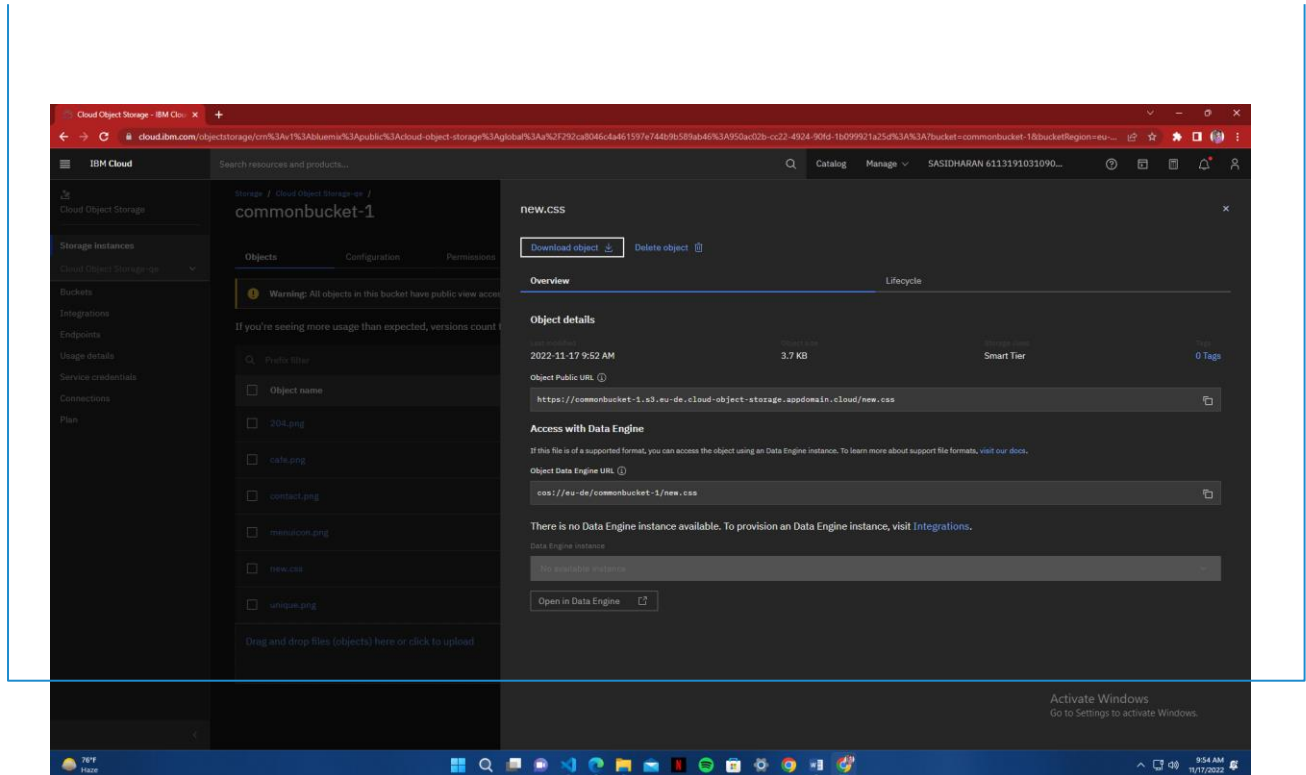 Cloud Object Storage - IBM Clou
cloud.ibm.com/objectstorage/crn%3Av1%3Abluemix%3Apublic%3Acloud-object-storage%3Aglobal%3Aa%2F292ca8046c4a461597e744b9b589ab46%3A950ac02b-cc22-4924-90fd-1b099921a25d%3A%3A?bucket=commonbucket-1&bucketRegion=eu-...
IBM Cloud
Search resources and products...
Catalog
Manage
SASIDHARAN 6113191031090...
Cloud Object Storage
Storage Instances
Cloud Object Storage-qe
Buckets
Integrations
Endpoints
Usage details
Service credentials
Connections
Plan
Storage / Cloud Object Storage-qe /
commonbucket-1
Objects
Configuration
Permissions
Warning: All objects in this bucket have public view acces
If you're seeing more usage than expected, versions count
Prefix filter
Object name
204.png
cafe.png
contact.png
menuicon.png
new.css
unique.png
Drag and drop files (objects) here or click to upload
new.css
Download object
Delete object
Overview
Lifecycle
Object details
Last modified
Object size
Storage class
Tags
2022-11-17 9:52 AM
3.7 KB
Smart Tier
0 Tags
Object Public URL
https://commonbucket-1.s3.eu-de.cloud-object-storage.appdomain.cloud/new.css
Access with Data Engine
If this file is of a supported format, you can access the object using an Data Engine instance. To learn more about support file formats, visit our docs.
Object Data Engine URL
cos://eu-de/commonbucket-1/new.css
There is no Data Engine instance available. To provision an Data Engine instance, visit Integrations.
Data Engine instance
No available instance
Open in Data Engine
Activate Windows
Go to Settings to activate Windows.
76°F
Haze
9:54 AM
11/17/2022